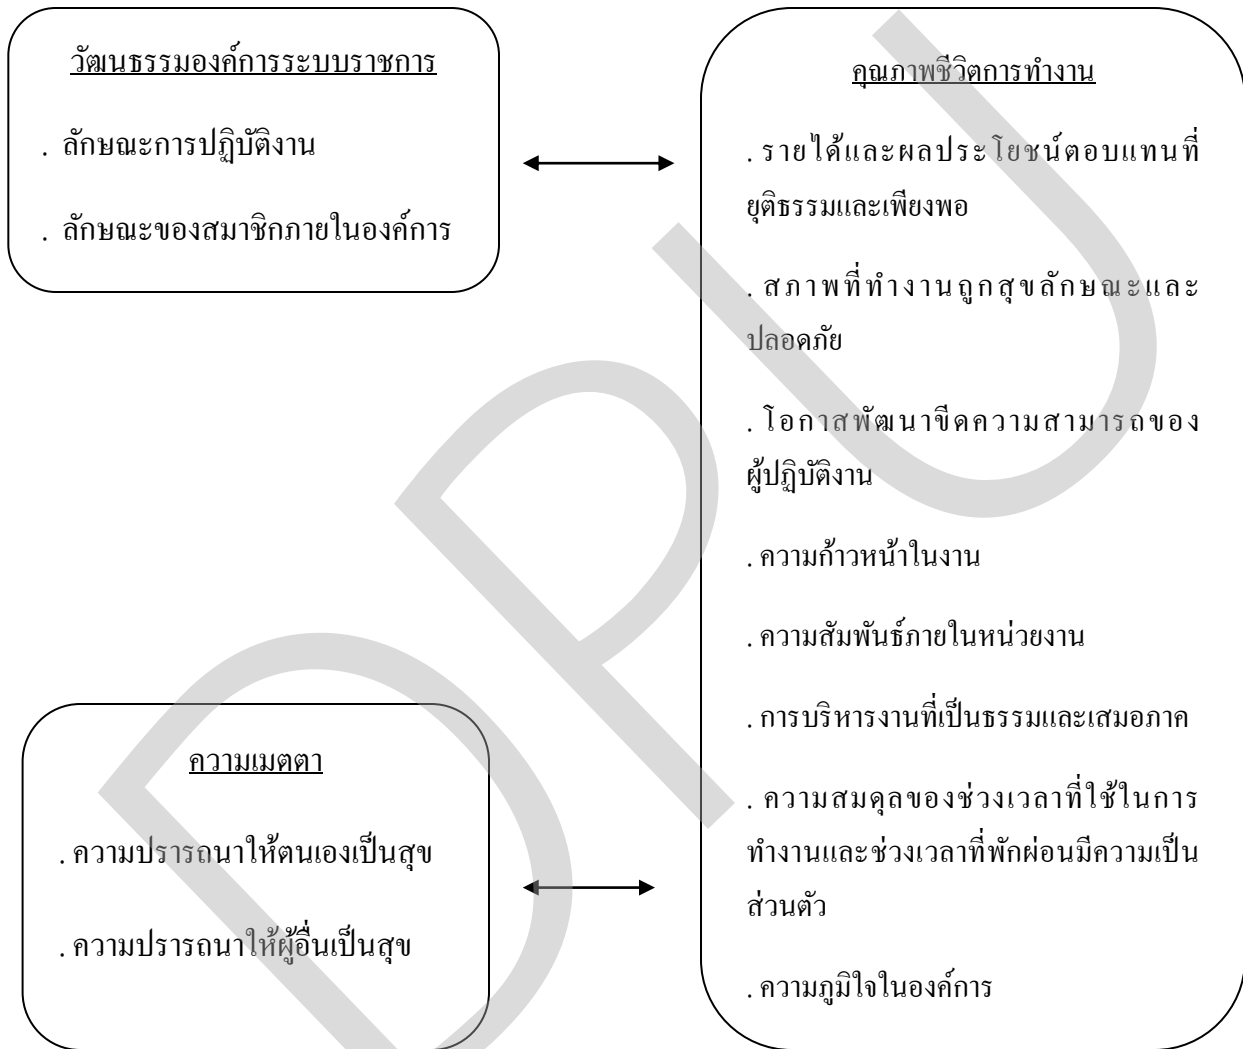 วัฒนธรรมองค์การระบบราชการ
. ลักษณะการปฏิบัติงาน
. ลักษณะของสมาชิกภายในองค์การ
ความเมตตา
. ความปรารถนาให้ตนเองเป็นสุข
. ความปรารถนาให้ผู้อื่นเป็นสุข
คุณภาพชีวิตการทำงาน
. รายได้และผลประโยชน์ตอบแทนที่
ยุติธรรมและเพียงพอ
. สภาพที่ทำงานถูกสุขลักษณะและ
ปลอดภัย
. โอกาสพัฒนาขีดความสามารถของ
ผู้ปฏิบัติงาน
. ความก้าวหน้าในงาน
. ความสัมพันธ์ภายในหน่วยงาน
. การบริหารงานที่เป็นธรรมและเสมอภาค
. ความสมดุลของช่วงเวลาที่ใช้ในการ
ทำงานและช่วงเวลาที่พักผ่อนมีความเป็น
ส่วนตัว
. ความภูมิใจในองค์การ
DPU